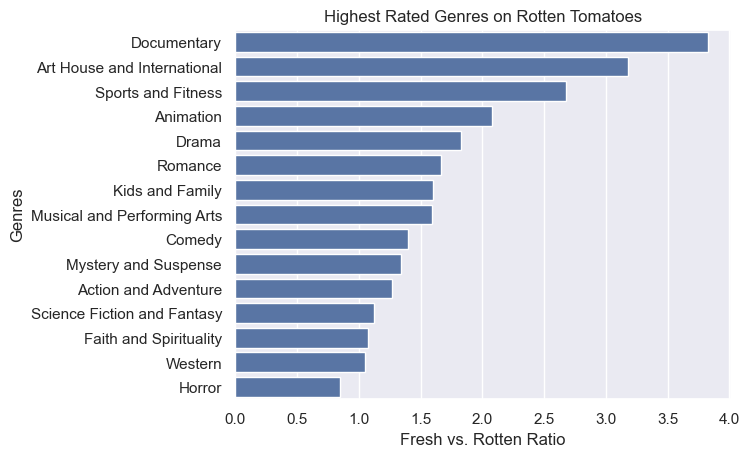 Highest Rated Genres on Rotten Tomatoes
Genres
Documentary
Art House and International
Sports and Fitness
Animation
Drama
Romance
Kids and Family
Musical and Performing Arts
Comedy
Mystery and Suspense
Action and Adventure
Science Fiction and Fantasy
Faith and Spirituality
Western
Horror
0.0 0.5 1.0 1.5 2.0 2.5 3.0 3.5 4.0
Fresh vs. Rotten Ratio